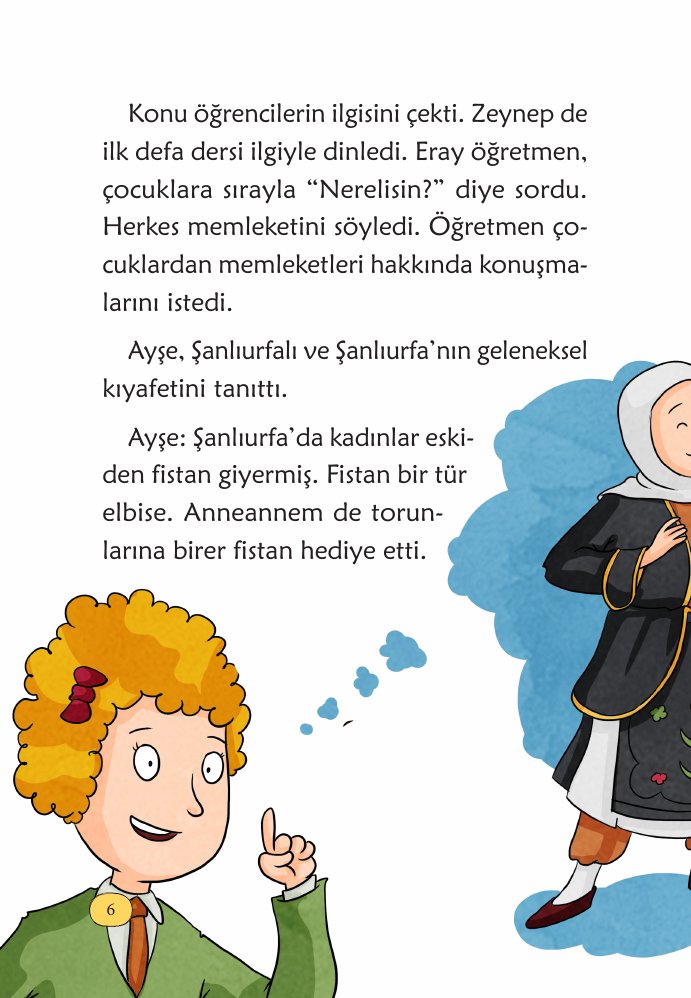 Konu öğrencilerin ilgisini çekti. Zeynep de
ilk defa dersi ilgiyle dinledi. Eray öğretmen,
çocuklara sırayla “Nerelisin?” diye sordu.
Herkes memleketini söyledi. Öğretmen ço-
cuklardan memleketleri hakkında konuşma-
larını istedi.
Ayşe, Şanlıurfalı ve Şanlıurfa’nın geleneksel
kıyafetini tanıttı.
Ayşe: Şanlıurfa’da kadınlar eski-
den fistan giyermiş. Fistan bir tür
elbise. Anneannem de torun-
larına birer fistan hediye etti.
6